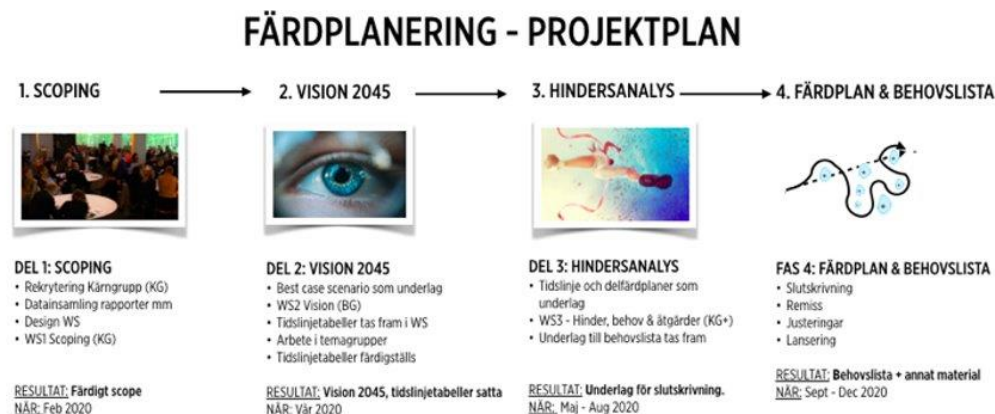 FÄRDPLANERING - PROJEKTPLAN
1. SCOPING
2. VISION 2045
3. HINDERSANALYS
4. FÄRDPLAN & BEHOVSLISTA
DEL 1: SCOPING
• Rekrytering Kärngrupp (KG)
• Datainsamling rapporter mm
• Design WS
• WS1 Scoping (KG)
RESULTAT: Färdigt scope
NÄR: Feb 2020
DEL 2: VISION 2045
• Best case scenario som underlag
• WS2 Vision (BG)
• Tidslinjetabeller tas fram i WS
• Arbete i temagrupper
• Tidslinjetabeller färdigställs
RESULTAT: Vision 2045, tidslinjetabeller satta
NÄR: Vår 2020
DEL 3: HINDERSANALYS
• Tidslinje och delfärdplaner som
underlag
• WS3 - Hinder, behov & åtgärder (KG+)
• Underlag till behovslista tas fram
RESULTAT: Underlag för slutskrivning.
NÄR: Maj - Aug 2020
FAS 4: FÄRDPLAN & BEHOVSLISTA
• Slutskrivning
• Remiss
• Justeringar
• Lansering
RESULTAT: Behovslista + annat material
NÄR: Sept - Dec 2020